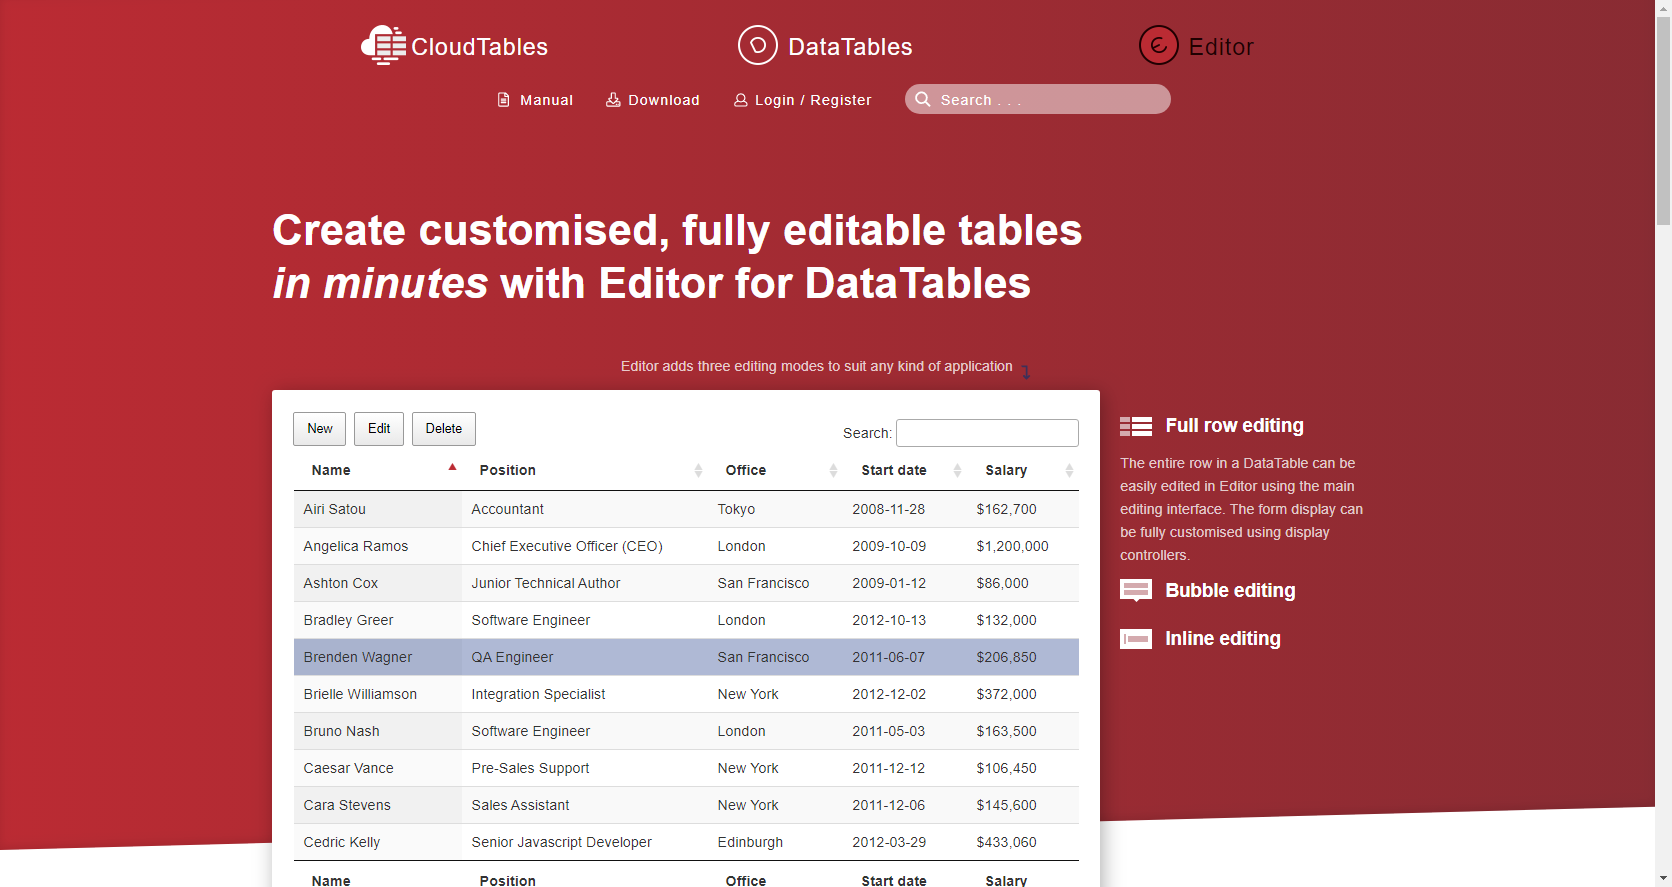 CloudTables DataTables Editor
Manual Download Login / Register Search . . .
Create customised, fully editable tables
in minutes with Editor for DataTables
Editor adds three editing modes to suit any kind of application
New Edit Delete Search:
Name Position Office Start date Salary
Airi Satou Accountant Tokyo 2008-11-28 $162,700
Angelica Ramos Chief Executive Officer (CEO) London 2009-10-09 $1,200,000
Ashton Cox Junior Technical Author San Francisco 2009-01-12 $86,000
Bradley Greer Software Engineer London 2012-10-13 $132,000
Brenden Wagner QA Engineer San Francisco 2011-06-07 $206,850
Brielle Williamson Integration Specialist New York 2012-12-02 $372,000
Bruno Nash Software Engineer London 2011-05-03 $163,500
Caesar Vance Pre-Sales Support New York 2011-12-12 $106,450
Cara Stevens Sales Assistant New York 2011-12-06 $145,600
Cedric Kelly Senior Javascript Developer Edinburgh 2012-03-29 $433,060
Name Position Office Start date Salary
Full row editing
The entire row in a DataTable can be
easily edited in Editor using the main
editing interface. The form display can
be fully customised using display
controllers.
Bubble editing
Inline editing